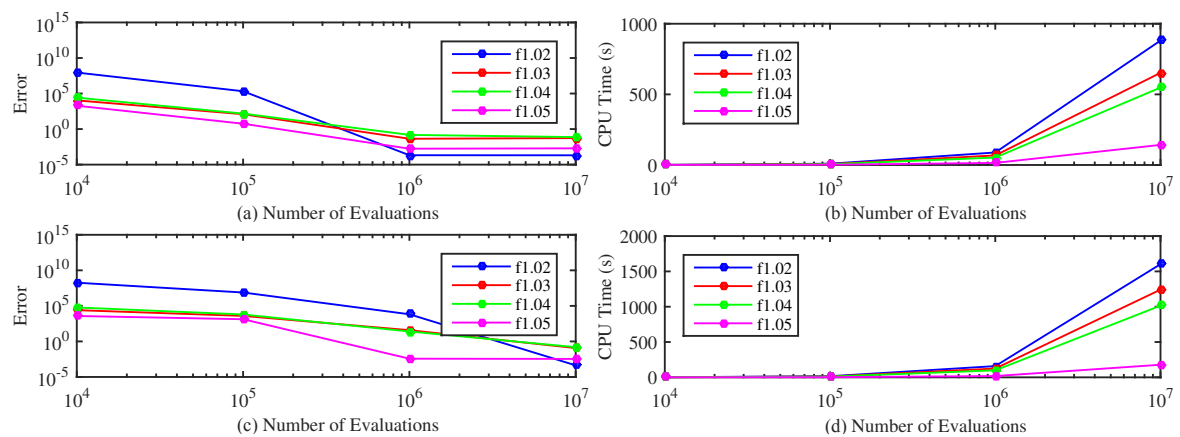 10^15
10^10
10^5
10^0
10^-5
Error
f1.02
f1.03
f1.04
f1.05
10^4 10^5 10^6 10^7
(a) Number of Evaluations
1000
500
0
CPU Time (s)
f1.02
f1.03
f1.04
f1.05
10^4 10^5 10^6 10^7
(b) Number of Evaluations
10^15
10^10
10^5
10^0
10^-5
Error
f1.02
f1.03
f1.04
f1.05
10^4 10^5 10^6 10^7
(c) Number of Evaluations
2000
1500
1000
500
0
CPU Time (s)
f1.02
f1.03
f1.04
f1.05
10^4 10^5 10^6 10^7
(d) Number of Evaluations